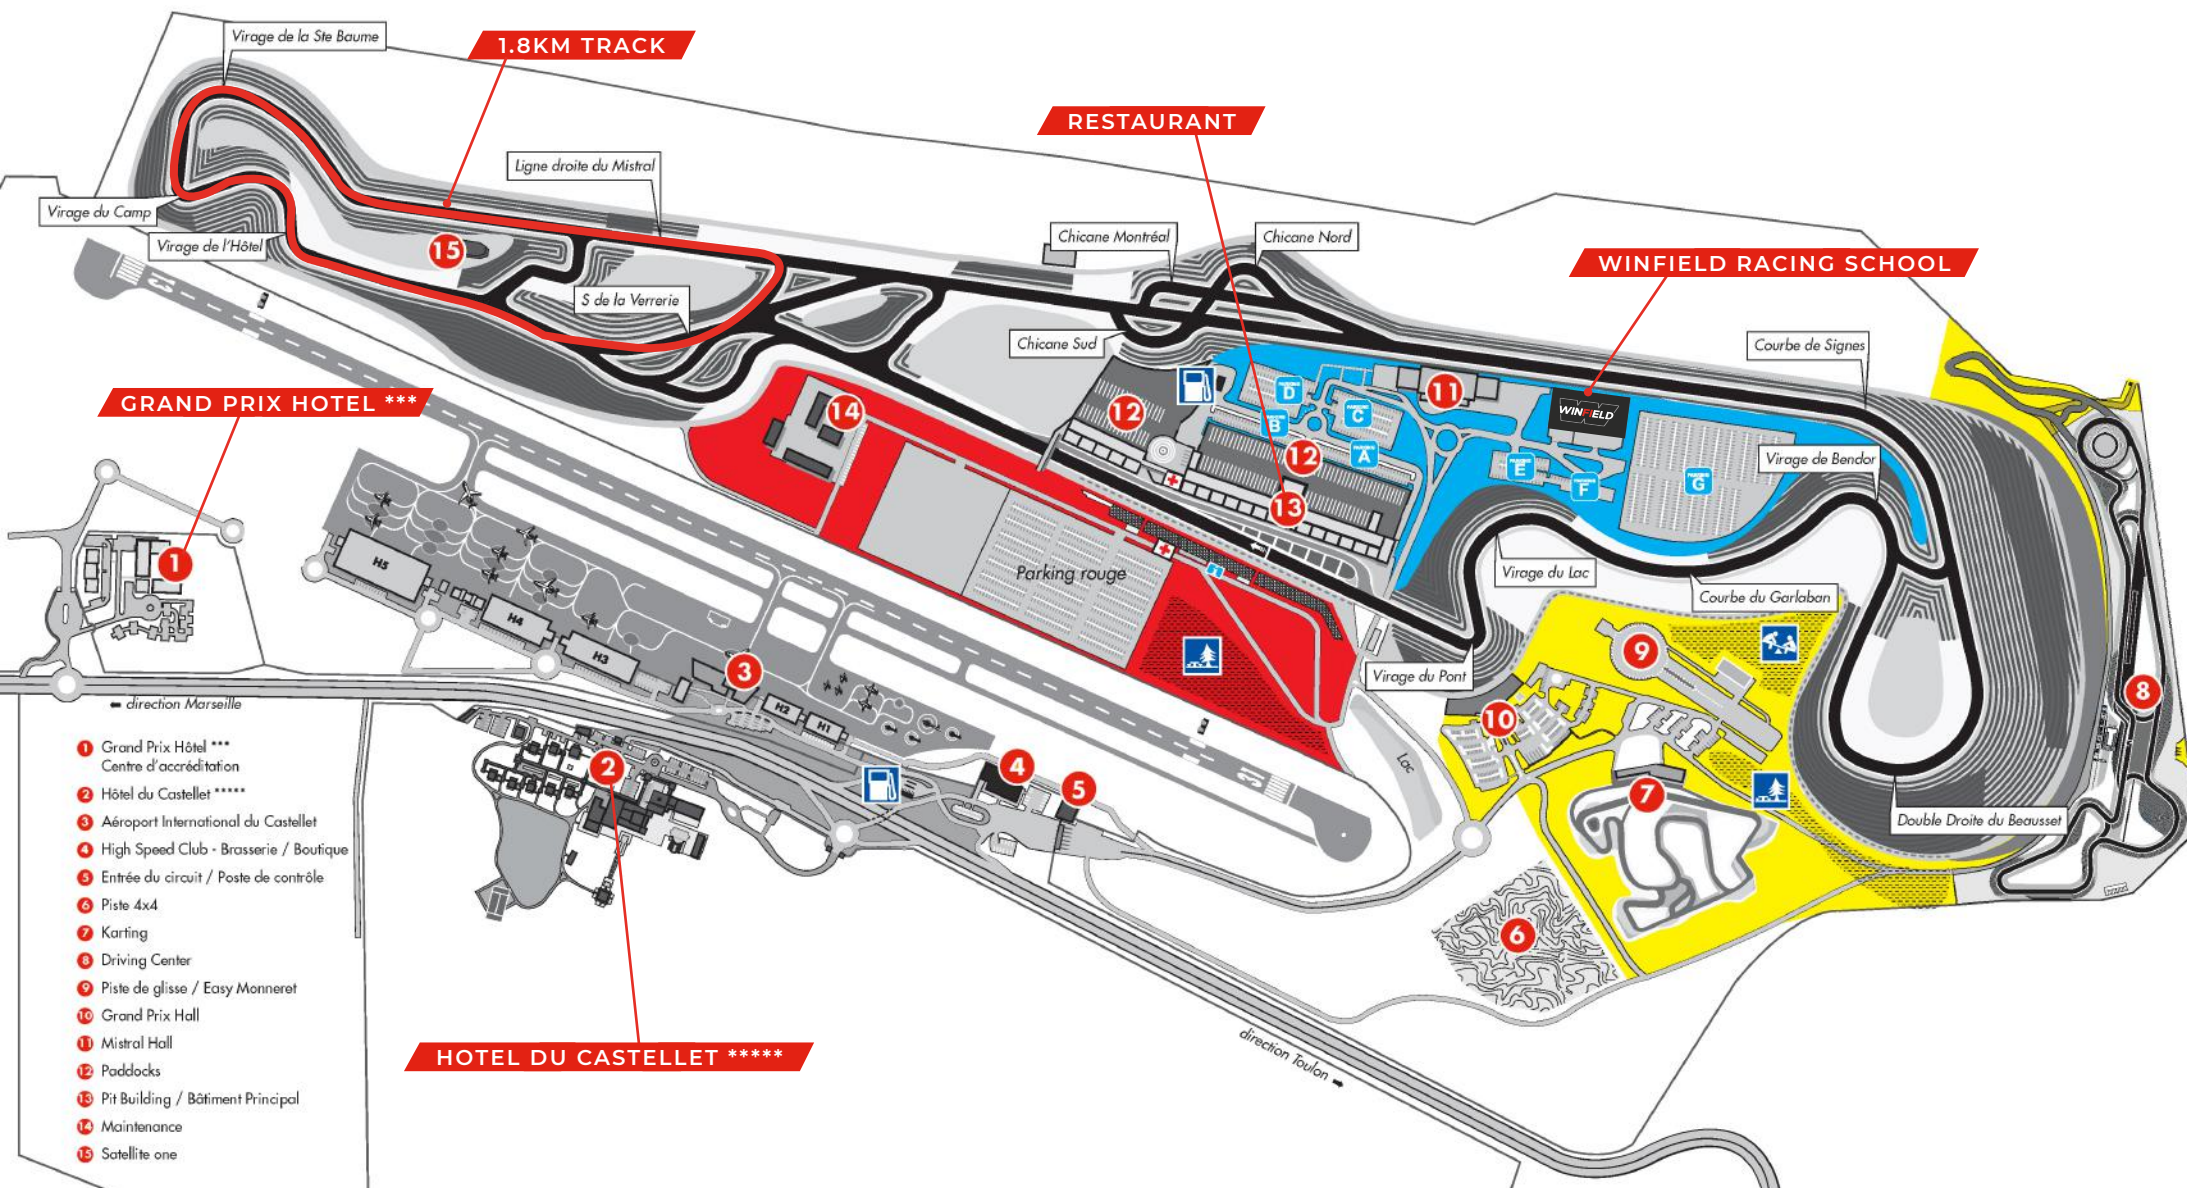 Virage de la Ste Baume
1.8KM TRACK
RESTAURANT
Ligne droite du Mistral
Virage du Camp
Virage de l'Hôtel
15
S de la Verrerie
Chicane Montréal
Chicane Nord
WINFIELD RACING SCHOOL
Chicane Sud
Courbe de Signes
GRAND PRIX HOTEL ***
14
12
11
WINFIELD
PARKING D
PARKING C
PARKING B
PARKING A
12
13
PARKING E
PARKING F
PARKING G
Virage de Bendor
Parking rouge
Virage du Lac
Courbe du Garlaban
1
H5
H4
H3
3
H2
H1
Virage du Pont
9
10
8
Lac
7
Double Droite du Beausset
6
2
4
5
direction Marseille
direction Toulon
HOTEL DU CASTELLET *****
1 Grand Prix Hôtel ***
Centre d'accréditation
2 Hôtel du Castellet *****
3 Aéroport International du Castellet
4 High Speed Club - Brasserie / Boutique
5 Entrée du circuit / Poste de contrôle
6 Piste 4x4
7 Karting
8 Driving Center
9 Piste de glisse / Easy Monneret
10 Grand Prix Hall
11 Mistral Hall
12 Paddocks
13 Pit Building / Bâtiment Principal
14 Maintenance
15 Satellite one